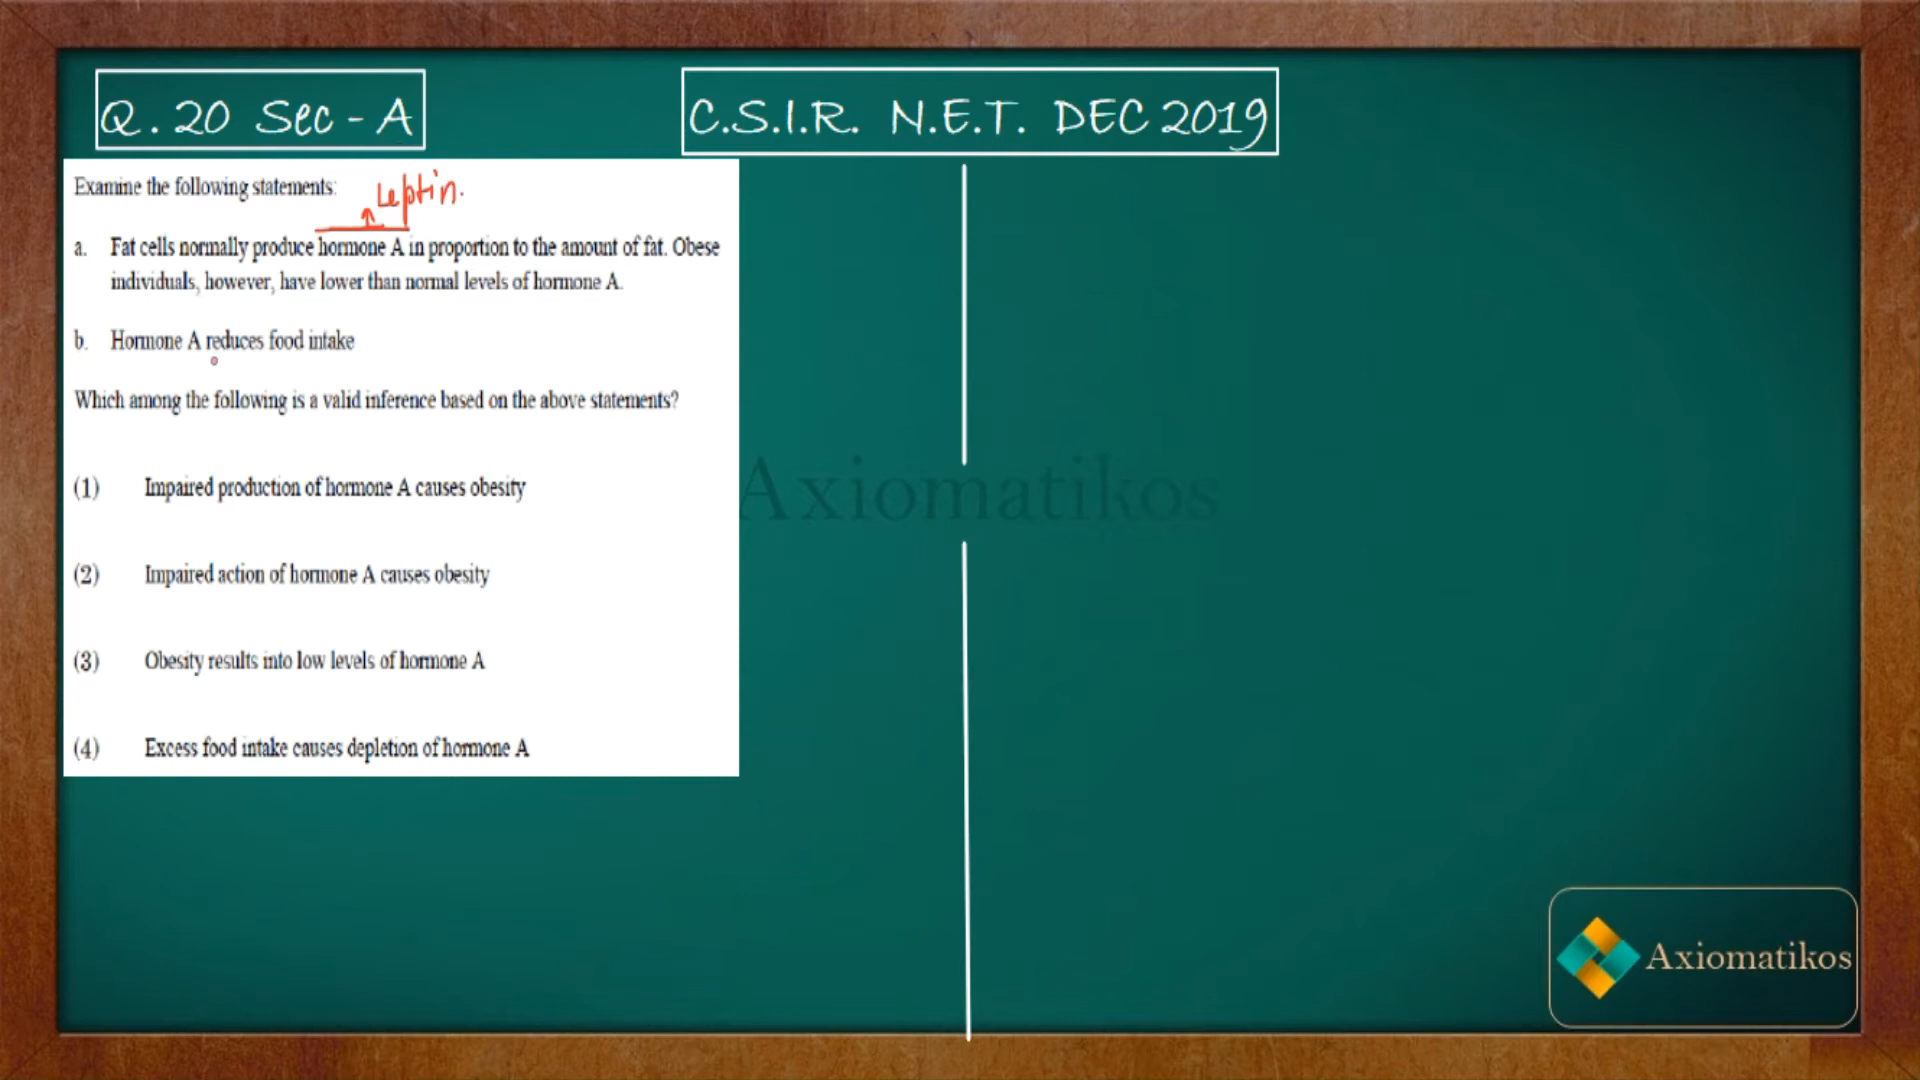 Q. 20 Sec - A
C.S.I.R. N.E.T. DEC 2019
Examine the following statements:
Leptin.
a. Fat cells normally produce hormone A in proportion to the amount of fat. Obese
individuals, however, have lower than normal levels of hormone A.
b. Hormone A reduces food intake
Which among the following is a valid inference based on the above statements?
(1) Impaired production of hormone A causes obesity
Axiomatikos
(2) Impaired action of hormone A causes obesity
(3) Obesity results into low levels of hormone A
(4) Excess food intake causes depletion of hormone A
Axiomatikos